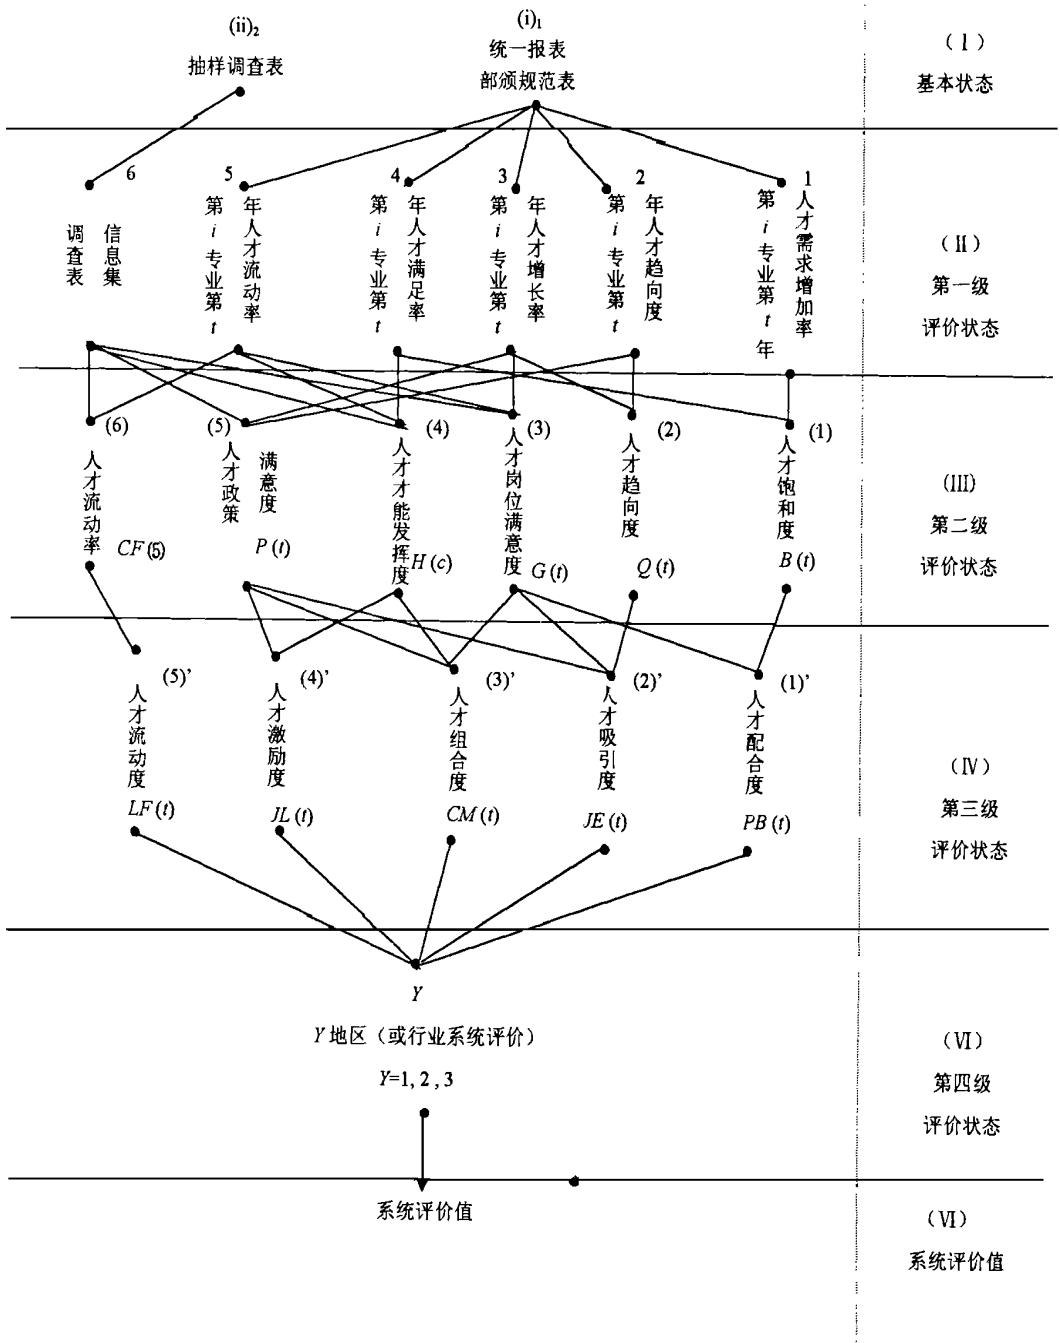 (ii)₂
抽样调查表
(i)₁
统一报表
部颁规范表
(Ⅰ)
基本状态
6
调查表
信息集
5
第i专业第t
年人才流动率
4
第i专业第t
年人才满足率
3
第i专业第t
年人才增长率
2
第i专业第t
年人才趋向度
1
第i专业第t年
人才需求增加率
(Ⅱ)
第一级
评价状态
(6)
人才流动率
CF(5)
(5)
人才政策
满意度
P(t)
(4)
人才才能发挥度
H(c)
(3)
人才岗位满意度
G(t)
(2)
人才趋向度
Q(t)
(1)
人才饱和度
B(t)
(III)
第二级
评价状态
(5)’
人才流动度
LF(t)
(4)’
人才激励度
JL(t)
(3)’
人才组合度
CM(t)
(2)’
人才吸引度
JE(t)
(1)’
人才配合度
PB(t)
(Ⅳ)
第三级
评价状态
Y
Y地区（或行业系统评价）
Y=1, 2 , 3
(Ⅵ)
第四级
评价状态
系统评价值
(Ⅵ)
系统评价值